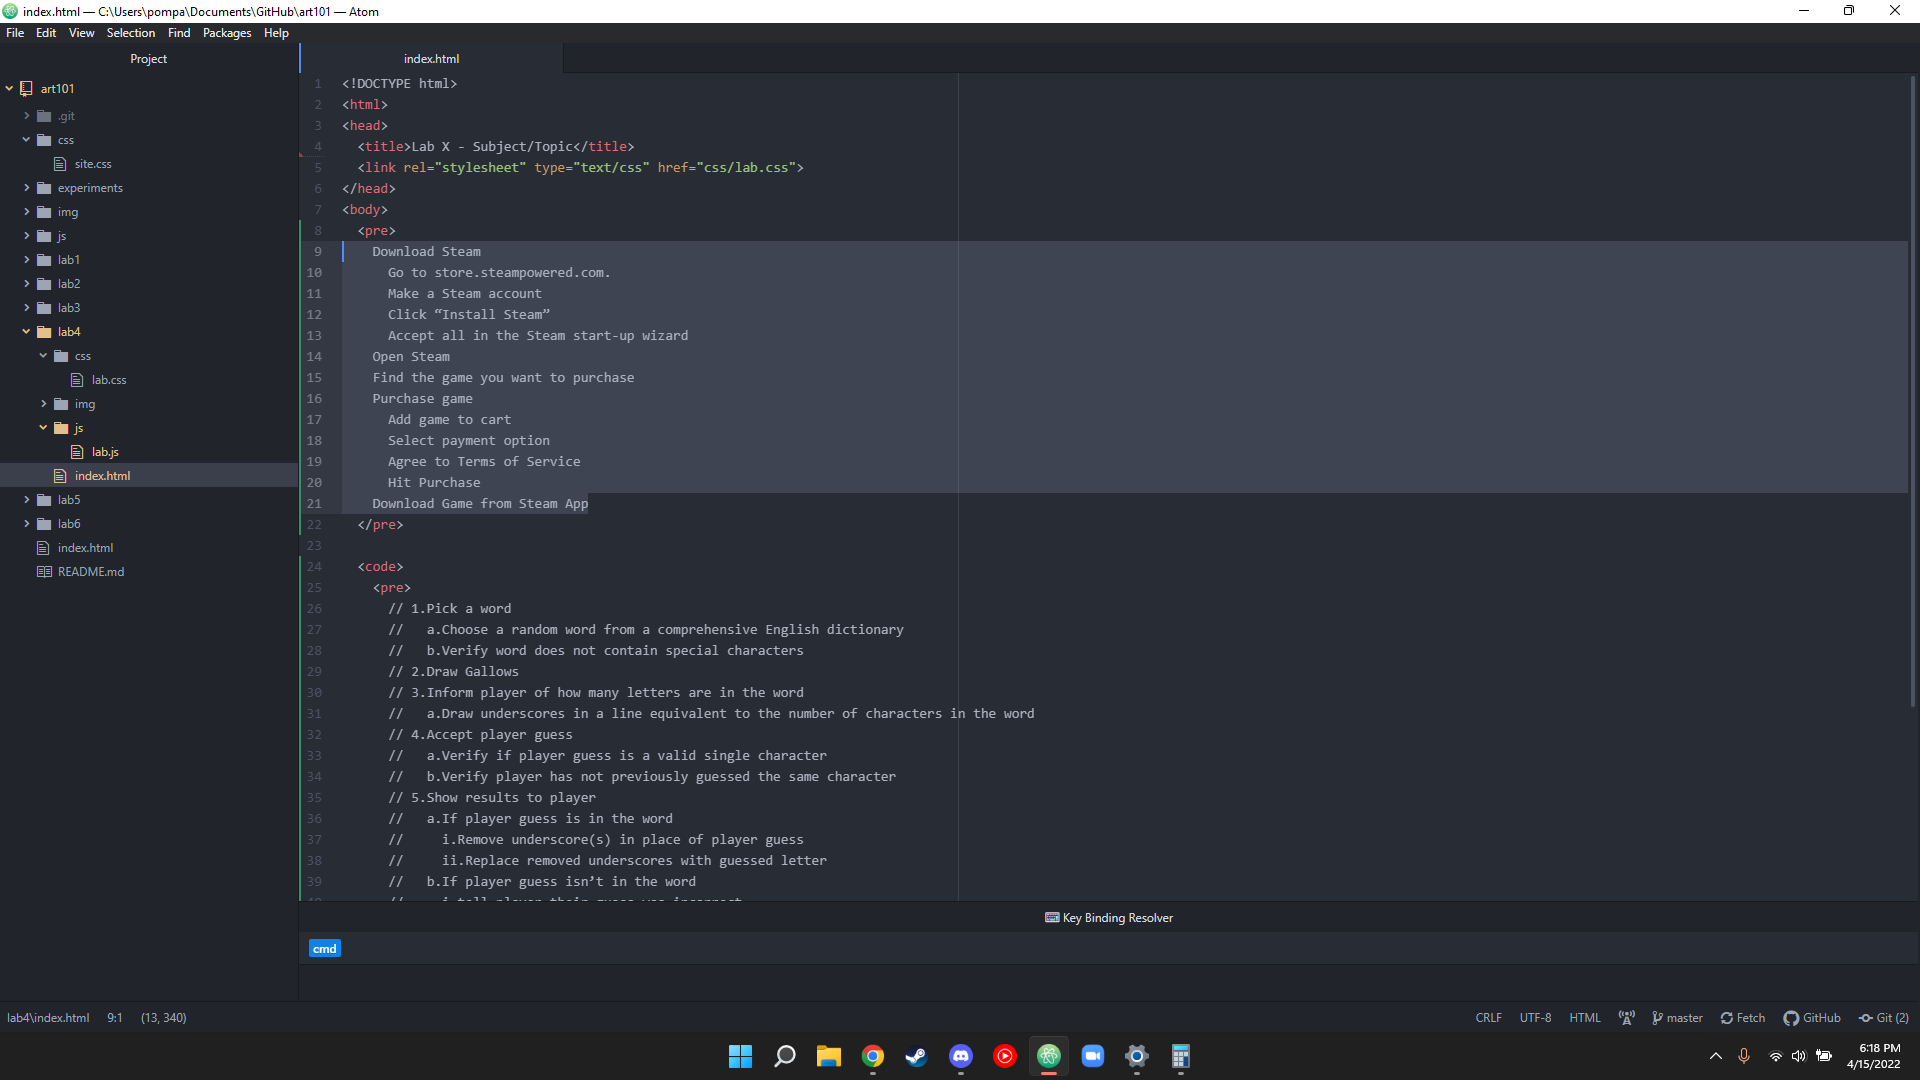 index.html — C:\Users\pompa\Documents\GitHub\art101 — Atom
File Edit View Selection Find Packages Help
Project
art101
.git
css
site.css
experiments
img
js
lab1
lab2
lab3
lab4
css
lab.css
img
js
lab.js
index.html
lab5
lab6
index.html
README.md
index.html
1 <!DOCTYPE html>
2 <html>
3 <head>
4 <title>Lab X - Subject/Topic</title>
5 <link rel="stylesheet" type="text/css" href="css/lab.css">
6 </head>
7 <body>
8 <pre>
9 Download Steam
10 Go to store.steampowered.com.
11 Make a Steam account
12 Click “Install Steam”
13 Accept all in the Steam start-up wizard
14 Open Steam
15 Find the game you want to purchase
16 Purchase game
17 Add game to cart
18 Select payment option
19 Agree to Terms of Service
20 Hit Purchase
21 Download Game from Steam App
22 </pre>
23
24 <code>
25 <pre>
26 // 1.Pick a word
27 // a.Choose a random word from a comprehensive English dictionary
28 // b.Verify word does not contain special characters
29 // 2.Draw Gallows
30 // 3.Inform player of how many letters are in the word
31 // a.Draw underscores in a line equivalent to the number of characters in the word
32 // 4.Accept player guess
33 // a.Verify if player guess is a valid single character
34 // b.Verify player has not previously guessed the same character
35 // 5.Show results to player
36 // a.If player guess is in the word
37 // i.Remove underscore(s) in place of player guess
38 // ii.Replace removed underscores with guessed letter
39 // b.If player guess isn’t in the word
40 // i.tell player their guess was incorrect
Key Binding Resolver
cmd
lab4\index.html 9:1 (13, 340)
CRLF UTF-8 HTML master Fetch GitHub Git (2)
6:18 PM
4/15/2022